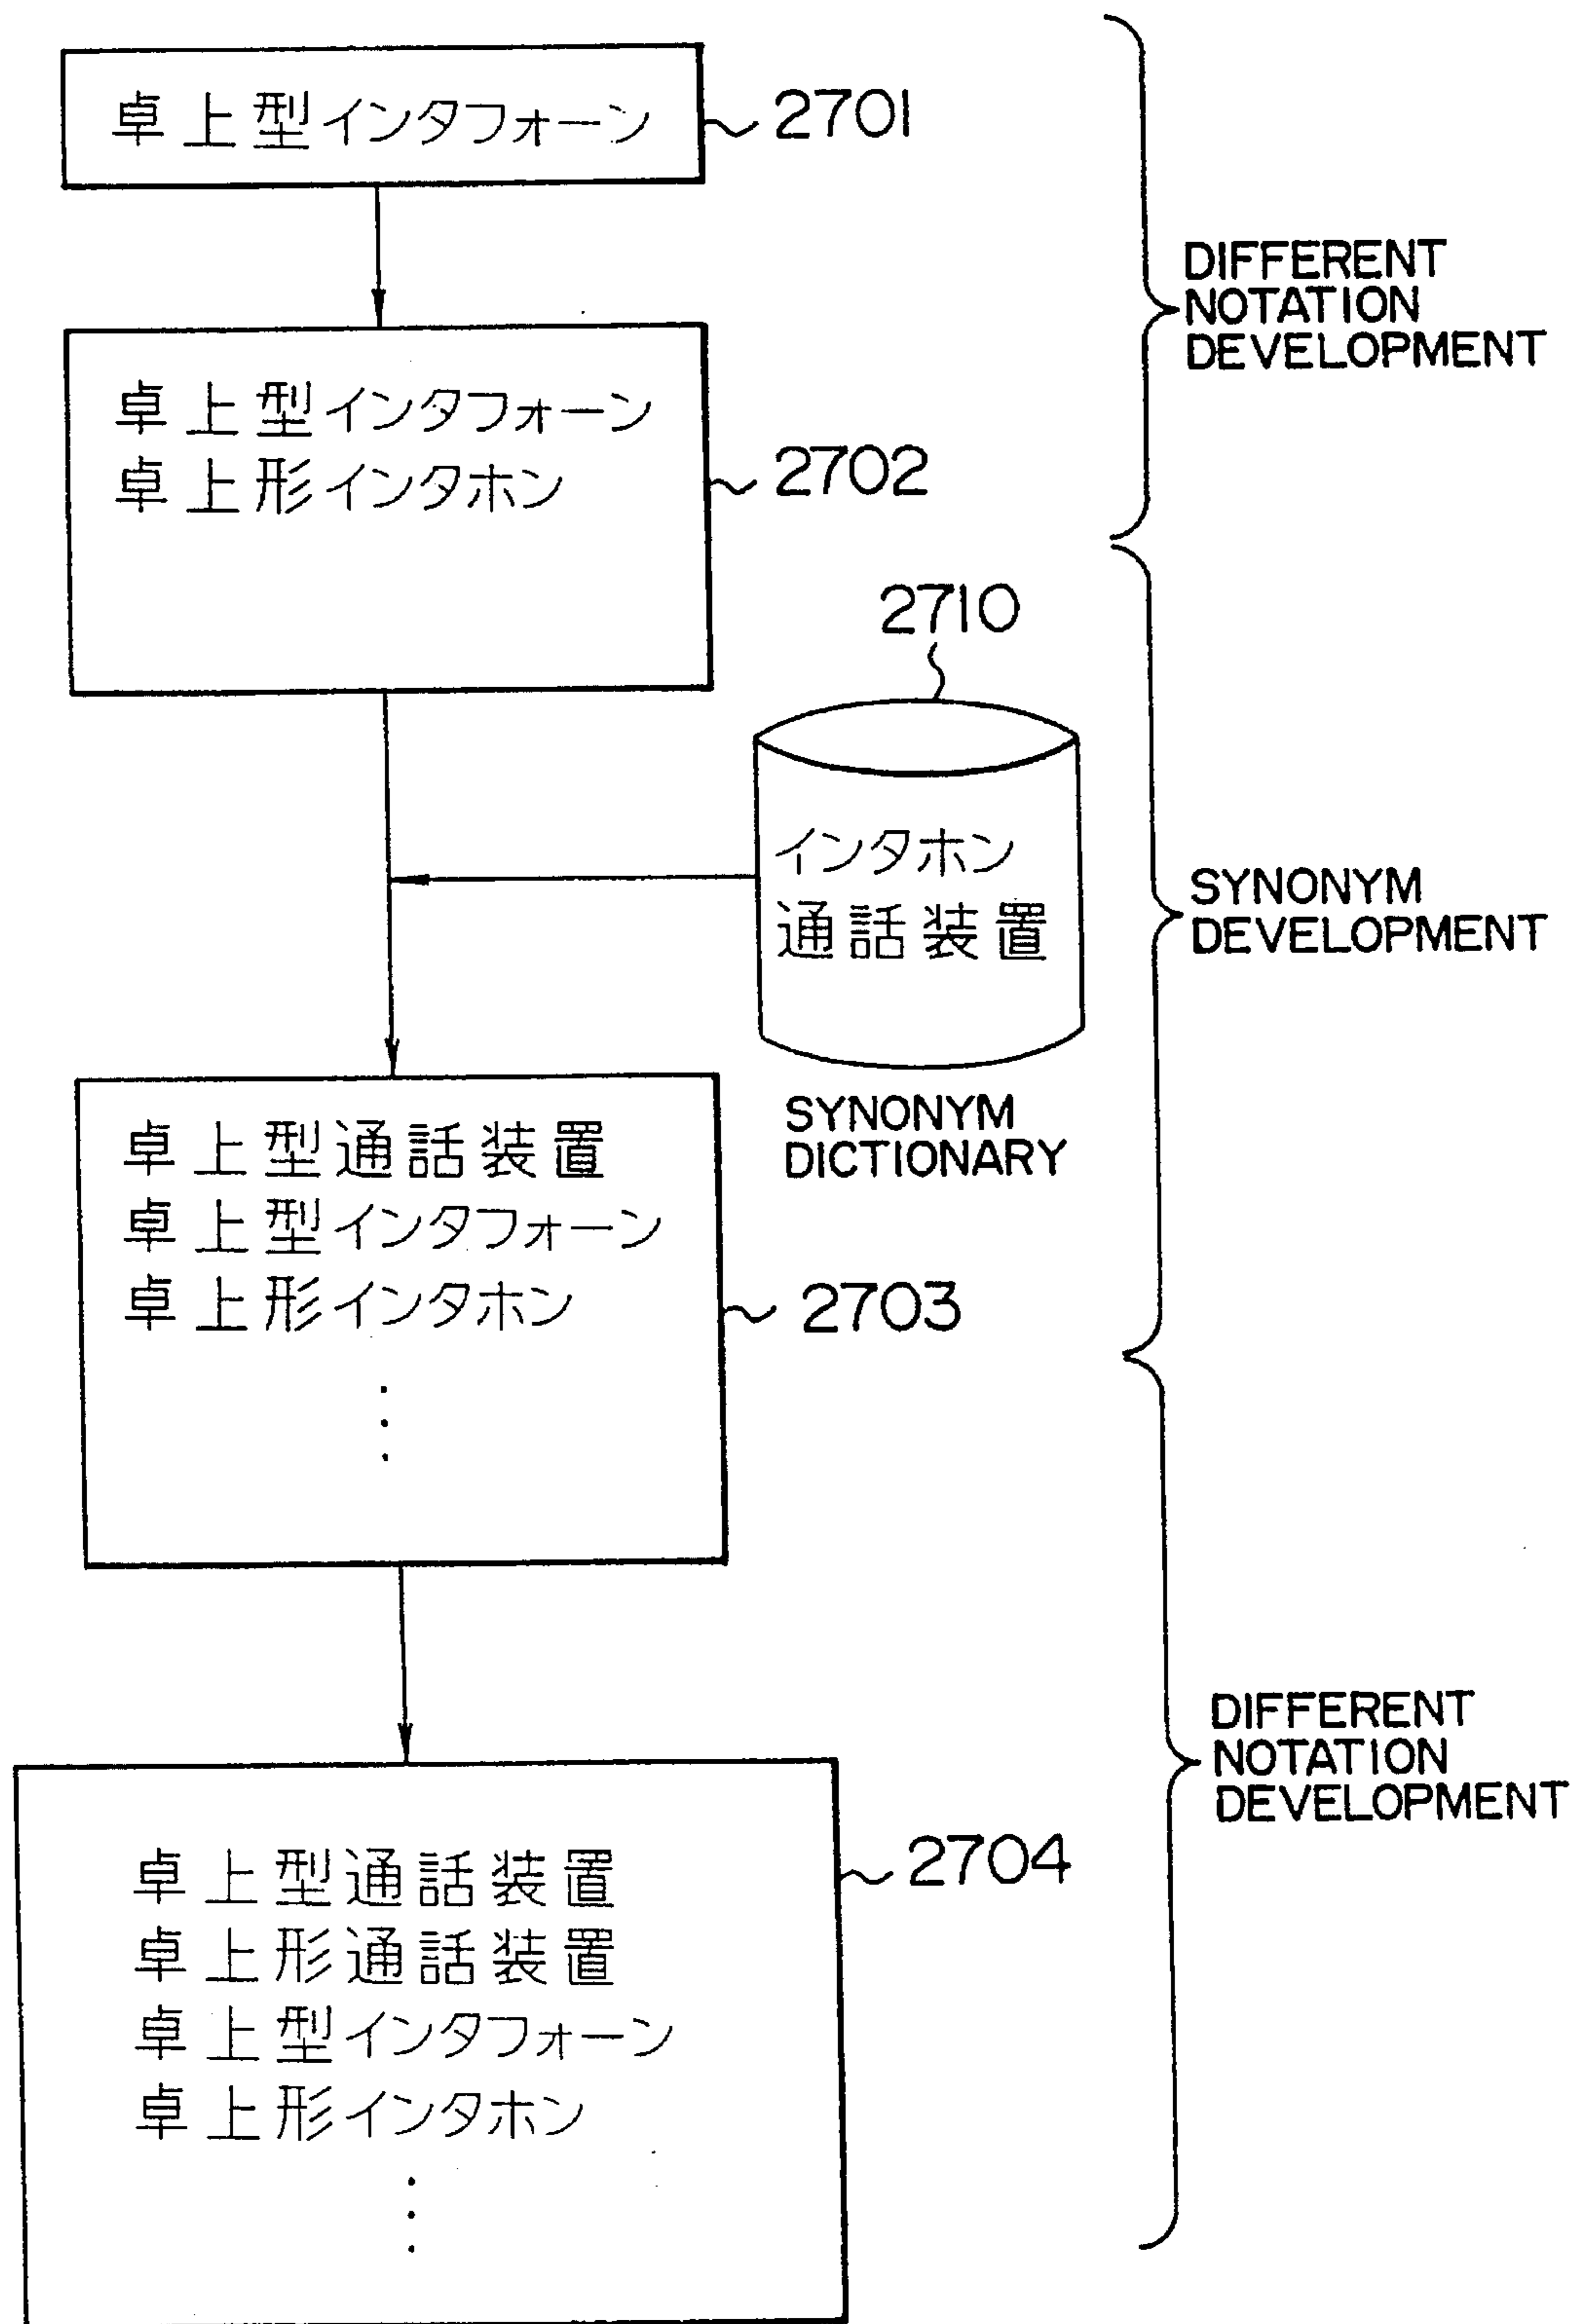 卓上型インタフォーン
2701
DIFFERENT
NOTATION
DEVELOPMENT
卓上型インタフォーン
卓上形インタホン
2702
2710
インタホン
通話装置
SYNONYM
DICTIONARY
SYNONYM
DEVELOPMENT
卓上型通話装置
卓上型インタフォーン
卓上形インタホン
2703
DIFFERENT
NOTATION
DEVELOPMENT
卓上型通話装置
卓上形通話装置
卓上型インタフォーン
卓上形インタホン
2704